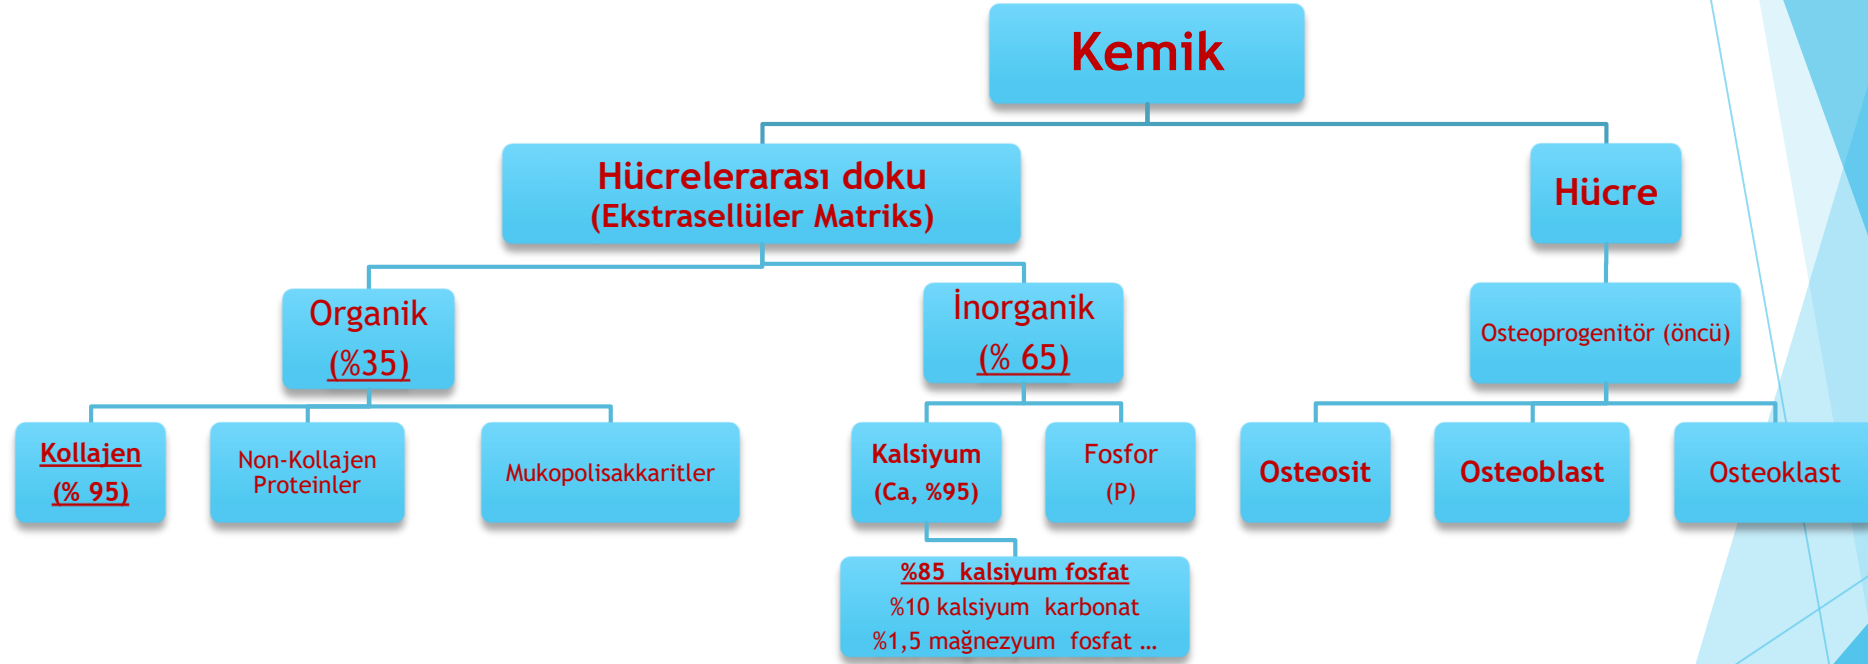 Kemik
Hücrelerarası doku
(Ekstrasellüler Matriks)
Hücre
Organik
(%35)
İnorganik
(% 65)
Osteoprogenitör (öncü)
Kollajen
(% 95)
Non-Kollajen
Proteinler
Mukopolisakkaritler
Kalsiyum
(Ca, %95)
Fosfor
(P)
Osteosit
Osteoblast
Osteoklast
%85 kalsiyum fosfat
%10 kalsiyum karbonat
%1,5 mağnezyum fosfat …